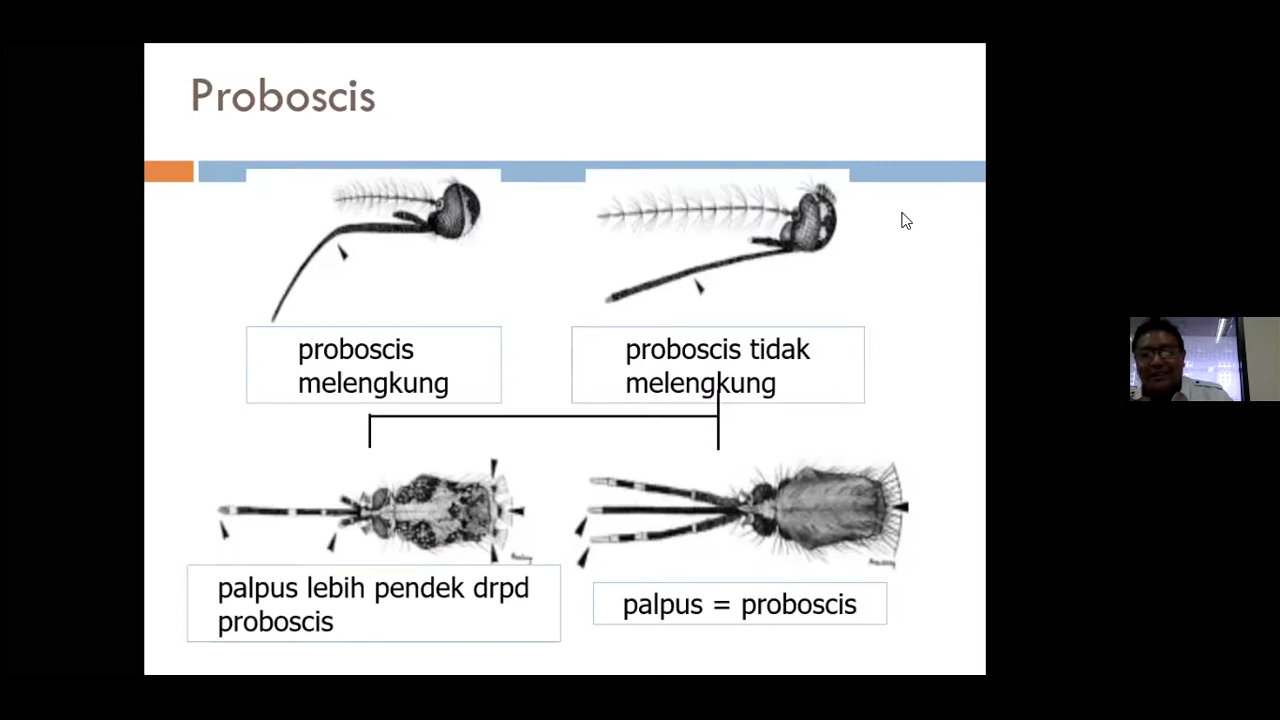 Proboscis
proboscis
melengkung
proboscis tidak
melengkung
palpus lebih pendek drpd
proboscis
palpus = proboscis